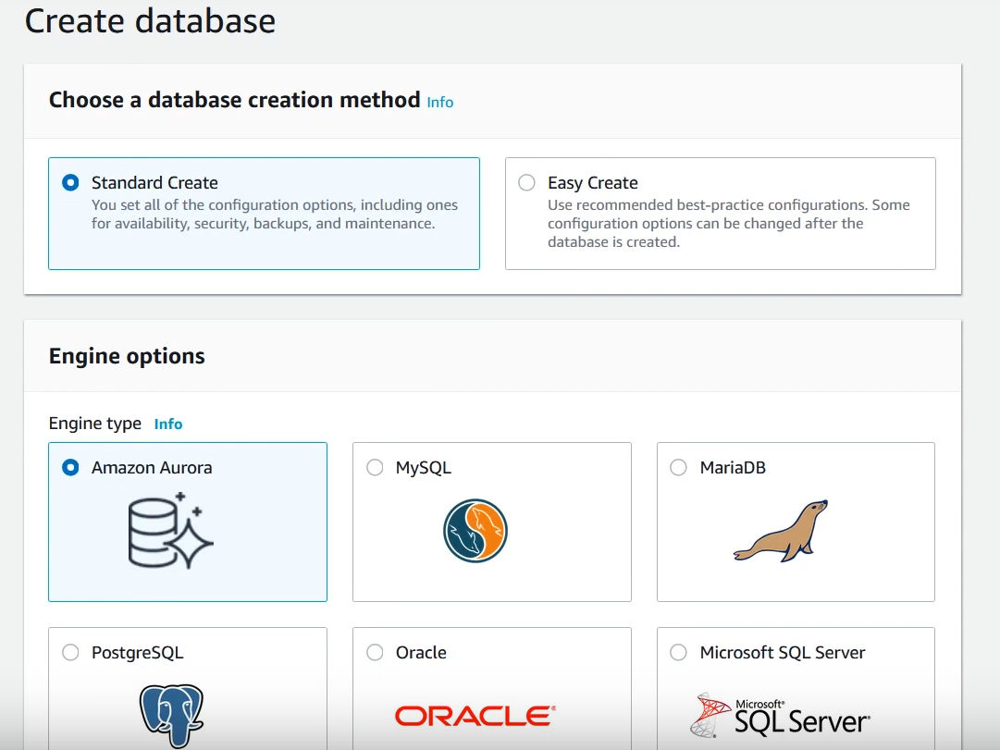 Create database
Choose a database creation method Info
Standard Create
You set all of the configuration options, including ones
for availability, security, backups, and maintenance.
Easy Create
Use recommended best-practice configurations. Some
configuration options can be changed after the
database is created.
Engine options
Engine type Info
Amazon Aurora
MySQL
MariaDB
PostgreSQL
Oracle
Microsoft SQL Server
ORACLE®
Microsoft®
SQL Server®